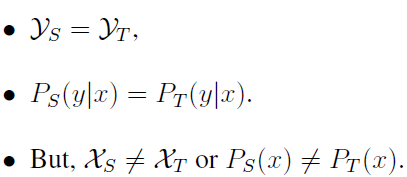 • 𝒴_S = 𝒴_T,
• P_S(y|x) = P_T(y|x).
• But, 𝒳_S ≠ 𝒳_T or P_S(x) ≠ P_T(x).